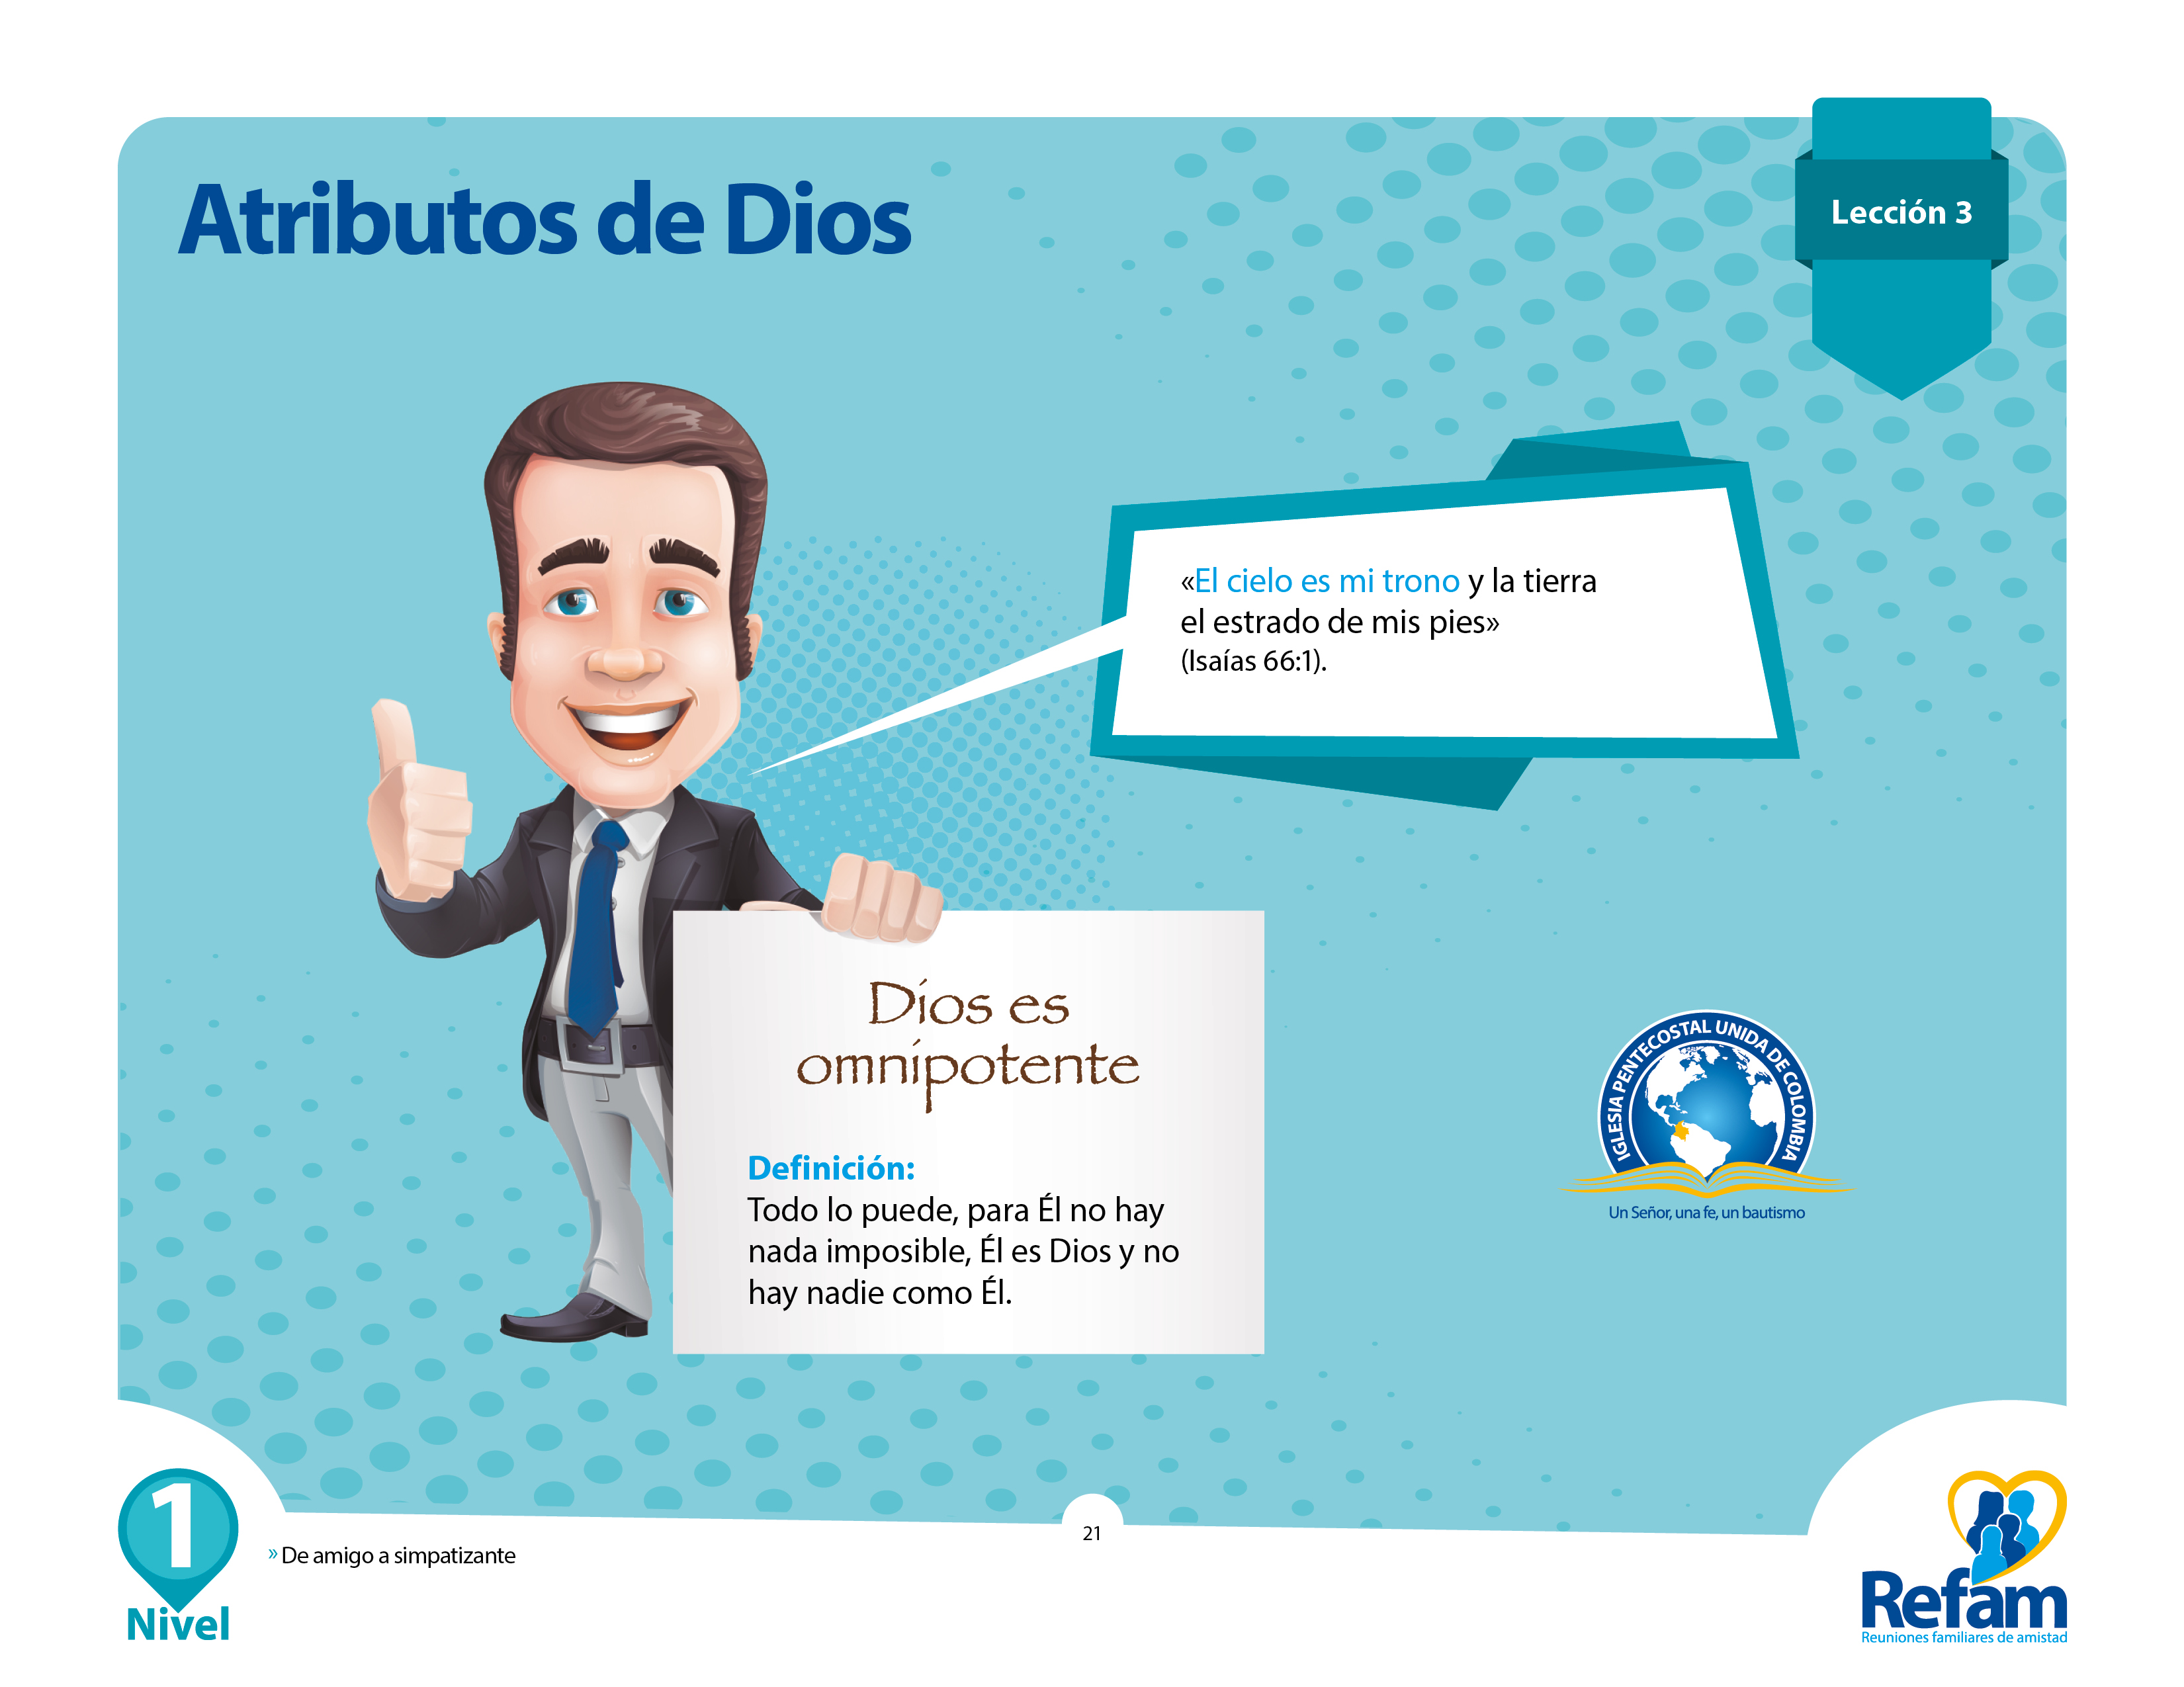 Atributos de Dios
Lección 3
«El cielo es mi trono y la tierra
el estrado de mis pies»
(Isaías 66:1).
Dios es
omnipotente
Definición:
Todo lo puede, para Él no hay
nada imposible, Él es Dios y no
hay nadie como Él.
IGLESIA PENTECOSTAL UNIDA DE COLOMBIA
Un Señor, una fe, un bautismo
1
Nivel
» De amigo a simpatizante
21
Refam
Reuniones familiares de amistad